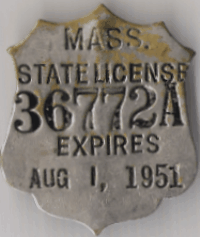 MASS.
STATE LICENSE
36772A
EXPIRES
AUG 1, 1951